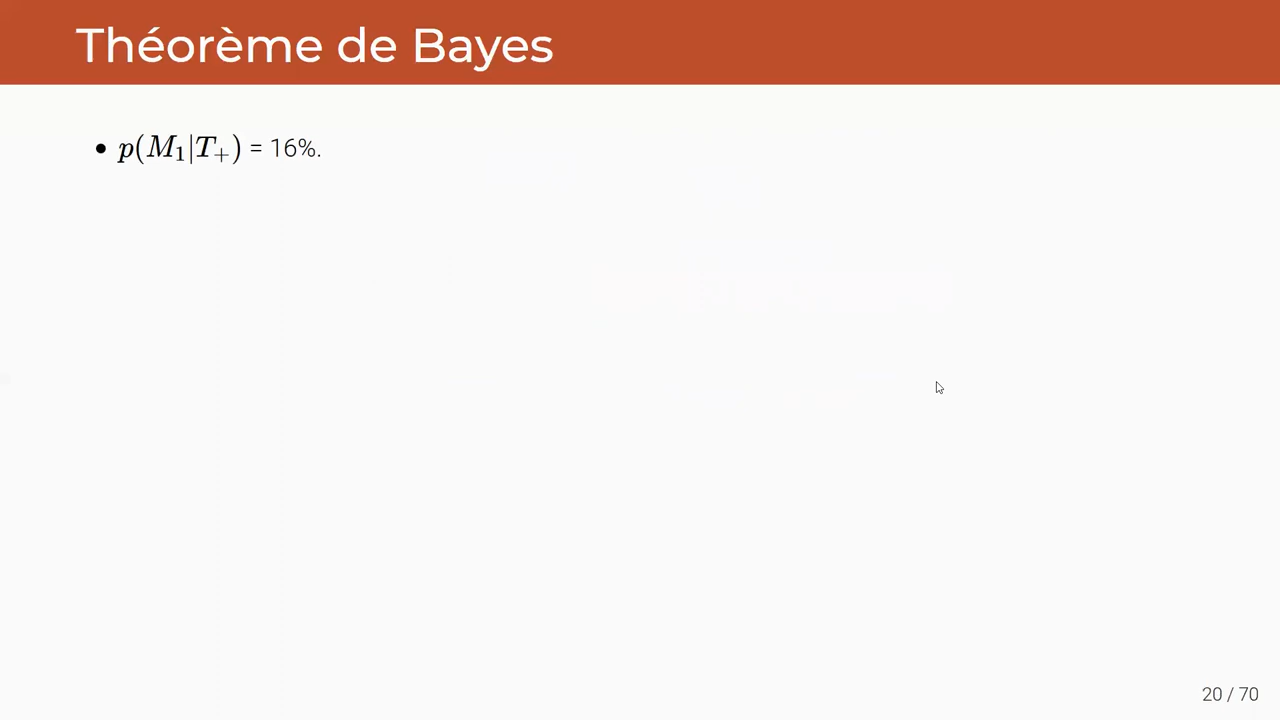 Théorème de Bayes
• p(M₁|T₊) = 16%.
20 / 70